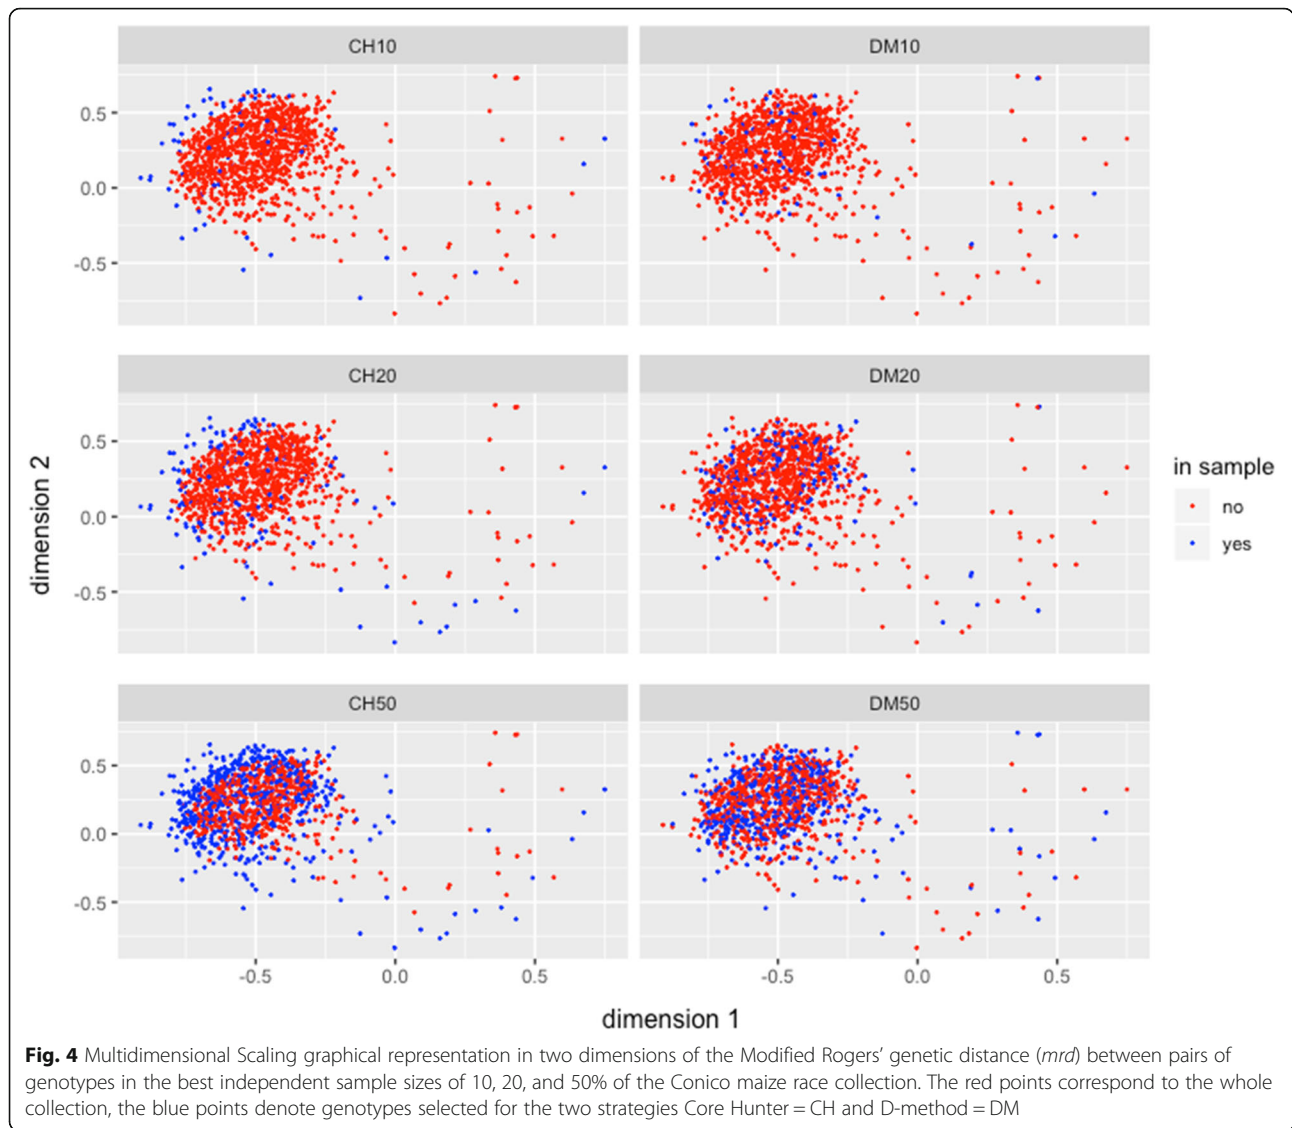 CH10
DM10
0.5
0.0
-0.5
CH20
DM20
0.5
0.0
-0.5
dimension 2
in sample
no
yes
CH50
DM50
0.5
0.0
-0.5
-0.5 0.0 0.5
-0.5 0.0 0.5
dimension 1
Fig. 4 Multidimensional Scaling graphical representation in two dimensions of the Modified Rogers’ genetic distance (mrd) between pairs of
genotypes in the best independent sample sizes of 10, 20, and 50% of the Conico maize race collection. The red points correspond to the whole
collection, the blue points denote genotypes selected for the two strategies Core Hunter = CH and D-method = DM